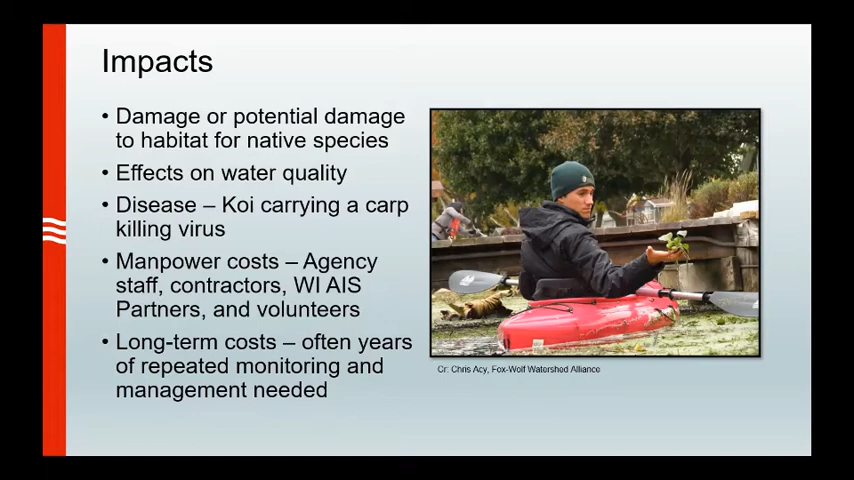 Impacts
• Damage or potential damage
to habitat for native species
• Effects on water quality
• Disease – Koi carrying a carp
killing virus
• Manpower costs – Agency
staff, contractors, WI AIS
Partners, and volunteers
• Long-term costs – often years
of repeated monitoring and
management needed
Cr: Chris Acy, Fox-Wolf Watershed Alliance